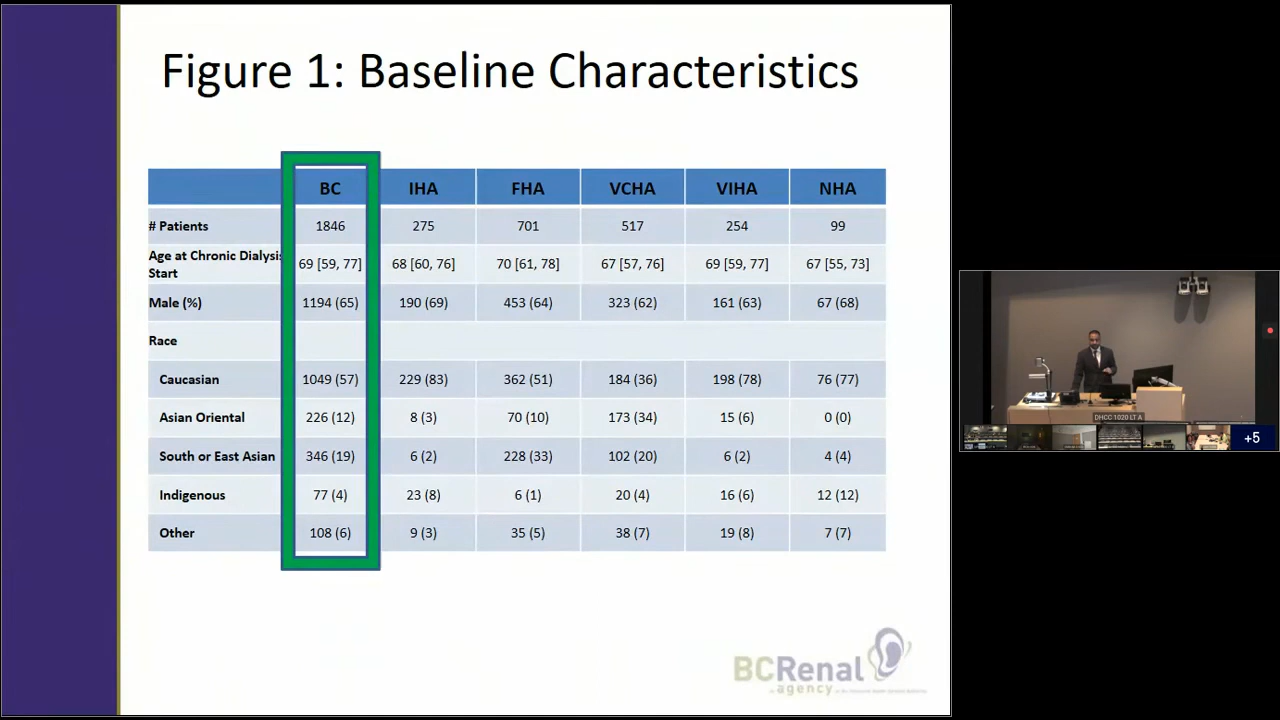 Figure 1: Baseline Characteristics
BC IHA FHA VCHA VIHA NHA
# Patients 1846 275 701 517 254 99
Age at Chronic Dialysis
Start 69 [59, 77] 68 [60, 76] 70 [61, 78] 67 [57, 76] 69 [59, 77] 67 [55, 73]
Male (%) 1194 (65) 190 (69) 453 (64) 323 (62) 161 (63) 67 (68)
Race
Caucasian 1049 (57) 229 (83) 362 (51) 184 (36) 198 (78) 76 (77)
Asian Oriental 226 (12) 8 (3) 70 (10) 173 (34) 15 (6) 0 (0)
South or East Asian 346 (19) 6 (2) 228 (33) 102 (20) 6 (2) 4 (4)
Indigenous 77 (4) 23 (8) 6 (1) 20 (4) 16 (6) 12 (12)
Other 108 (6) 9 (3) 35 (5) 38 (7) 19 (8) 7 (7)
BCRenal
agency
DHCC 1020 LT A
+5